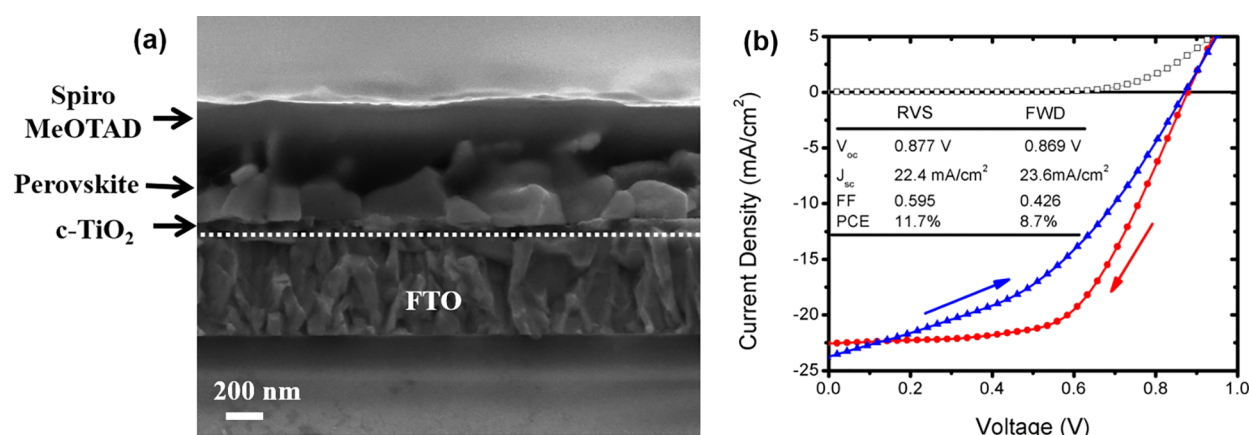 (a)
Spiro
MeOTAD
Perovskite
c-TiO₂
FTO
200 nm
(b)
Current Density (mA/cm²)
5
0
-5
-10
-15
-20
-25
RVS FWD
Voc 0.877 V 0.869 V
Jsc 22.4 mA/cm² 23.6mA/cm²
FF 0.595 0.426
PCE 11.7% 8.7%
0.0 0.2 0.4 0.6 0.8 1.0
Voltage (V)